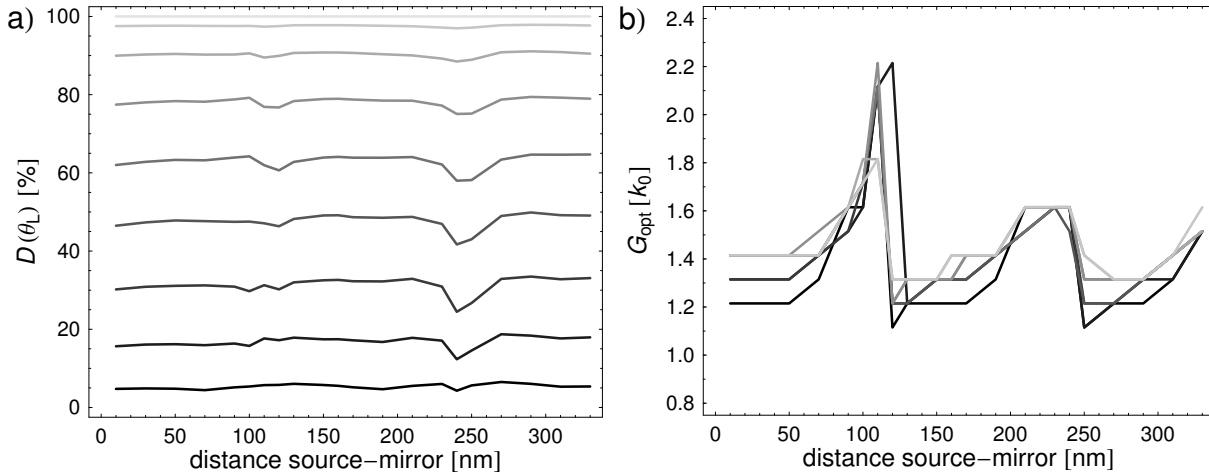 a)
100
80
60
40
20
0
D(θL) [%]
0 50 100 150 200 250 300
distance source−mirror [nm]
b)
2.4
2.2
2.0
1.8
1.6
1.4
1.2
1.0
0.8
Gopt [k0]
0 50 100 150 200 250 300
distance source−mirror [nm]